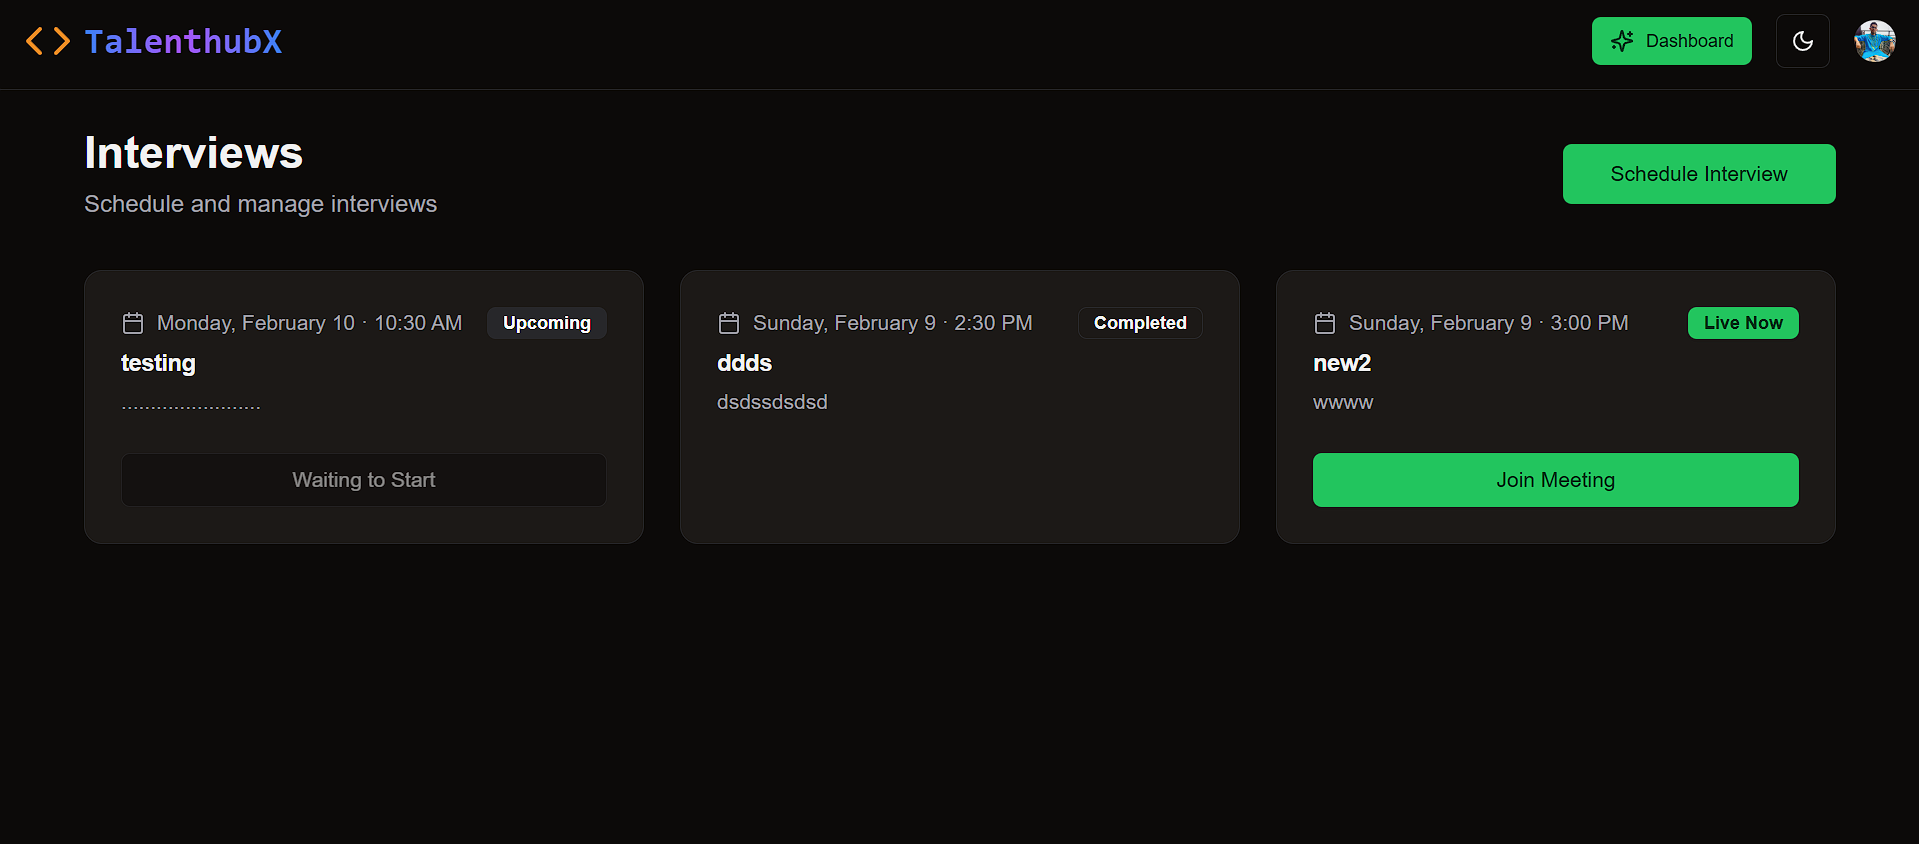 TalenthubX
Dashboard
Interviews
Schedule and manage interviews
Schedule Interview
Monday, February 10 · 10:30 AM
Upcoming
testing
........................
Waiting to Start
Sunday, February 9 · 2:30 PM
Completed
ddds
dsdssdsdsd
Sunday, February 9 · 3:00 PM
Live Now
new2
wwww
Join Meeting